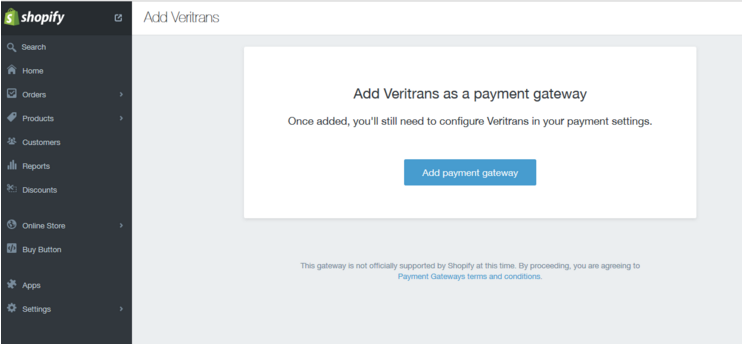 shopify
Add Veritrans
Search
Home
Orders
Products
Customers
Reports
Discounts
Online Store
Buy Button
Apps
Settings
Add Veritrans as a payment gateway
Once added, you'll still need to configure Veritrans in your payment settings.
Add payment gateway
This gateway is not officially supported by Shopify at this time. By proceeding, you are agreeing to
Payment Gateways terms and conditions.